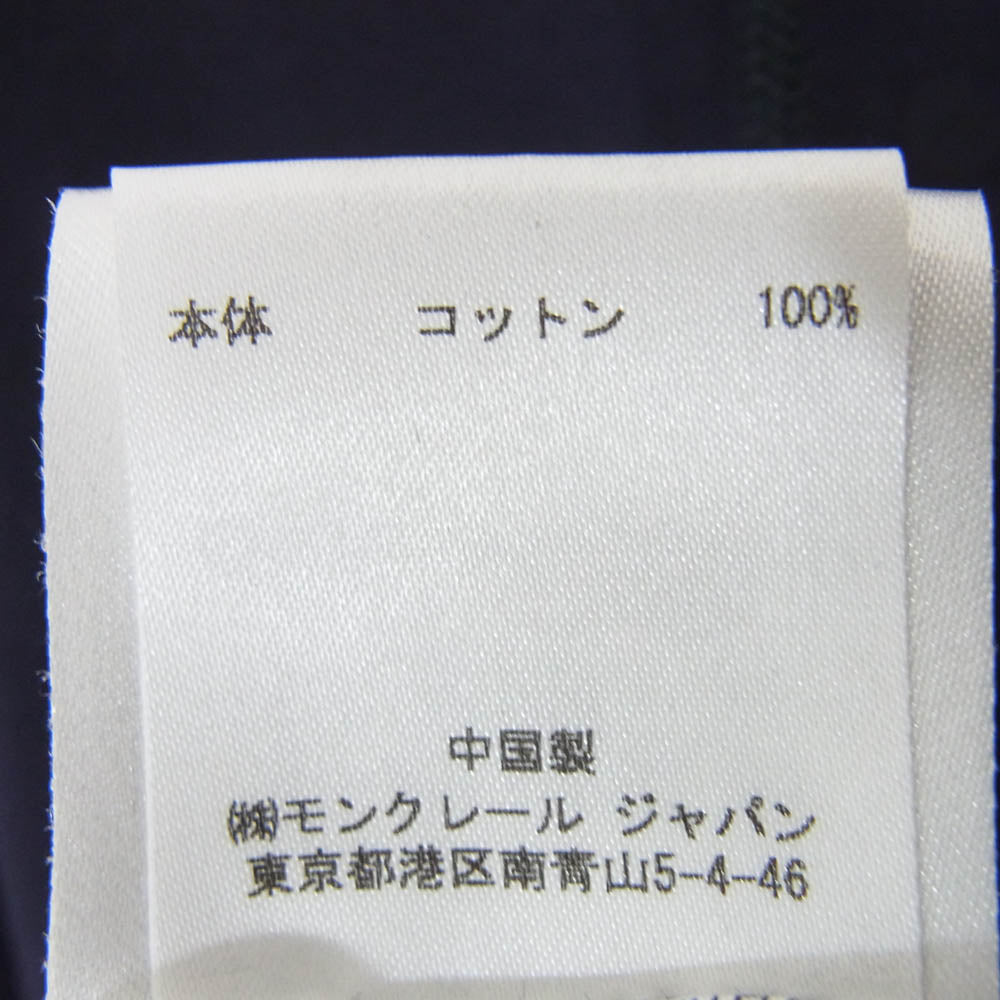 本体 コットン 100%
中国製
㈱モンクレール ジャパン
東京都港区南青山5-4-46